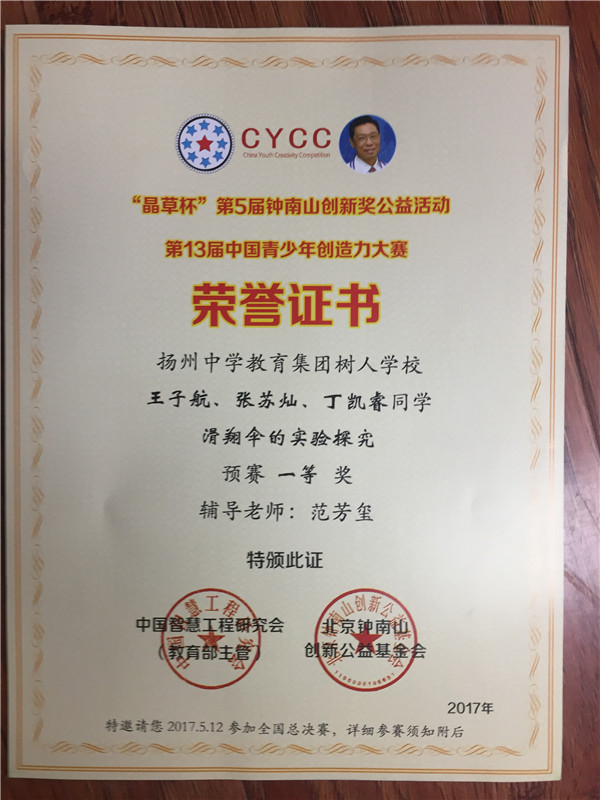 CYCC
China Youth Creativity Competition
“晶草杯”第5届钟南山创新奖公益活动
第13届中国青少年创造力大赛
荣誉证书
扬州中学教育集团树人学校
王子航、张苏灿、丁凯睿同学
滑翔伞的实验探究
预赛 一等 奖
辅导老师：范芳玺
特颁此证
中国智慧工程研究会
（教育部主管）
北京钟南山
创新公益基金会
2017年
特邀请您 2017.5.12 参加全国总决赛，详细参赛须知附后